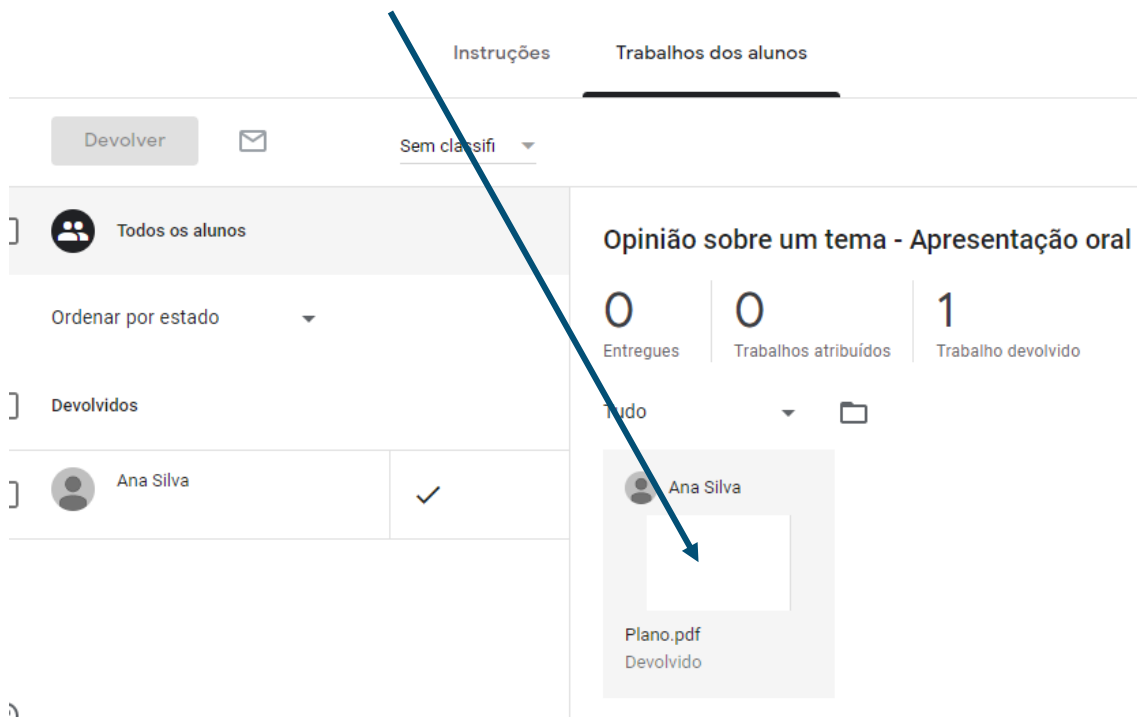 Instruções
Trabalhos dos alunos
Devolver
Sem classifi
Todos os alunos
Ordenar por estado
Devolvidos
Ana Silva
Opinião sobre um tema - Apresentação oral
0
Entregues
0
Trabalhos atribuídos
1
Trabalho devolvido
Tudo
Ana Silva
Plano.pdf
Devolvido